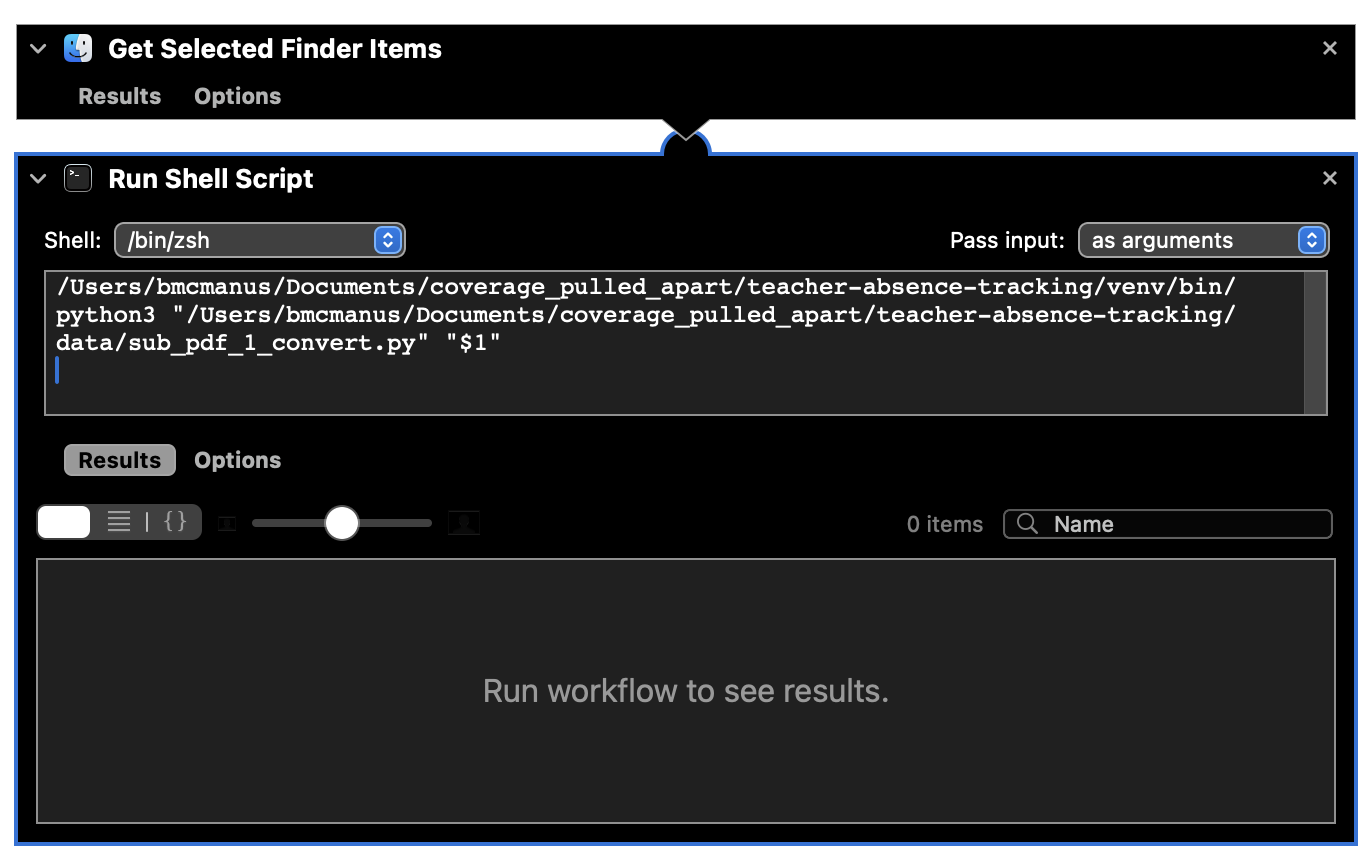 Get Selected Finder Items
Results Options
Run Shell Script
Shell: /bin/zsh Pass input: as arguments
/Users/bmcmanus/Documents/coverage_pulled_apart/teacher-absence-tracking/venv/bin/
python3 "/Users/bmcmanus/Documents/coverage_pulled_apart/teacher-absence-tracking/
data/sub_pdf_1_convert.py" "$1"
Results Options
0 items Name
Run workflow to see results.